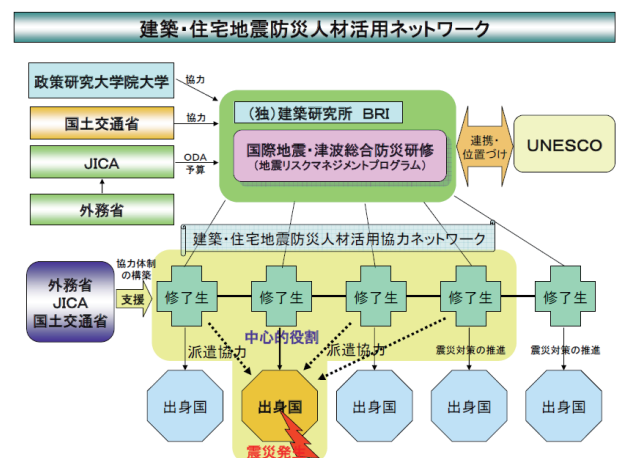 建築・住宅地震防災人材活用ネットワーク
政策研究大学院大学
協力
国土交通省
協力
JICA
ODA
予算
外務省
(独)建築研究所 BRI
国際地震・津波総合防災研修
(地震リスクマネジメントプログラム)
連携・
位置づけ
UNESCO
建築・住宅地震防災人材活用協力ネットワーク
協力体制
の構築
外務省
JICA
国土交通省
支援
修了生
修了生
修了生
修了生
修了生
派遣協力
中心的役割
派遣協力
震災対策の推進
震災対策の推進
出身国
出身国
出身国
出身国
出身国
震災発生